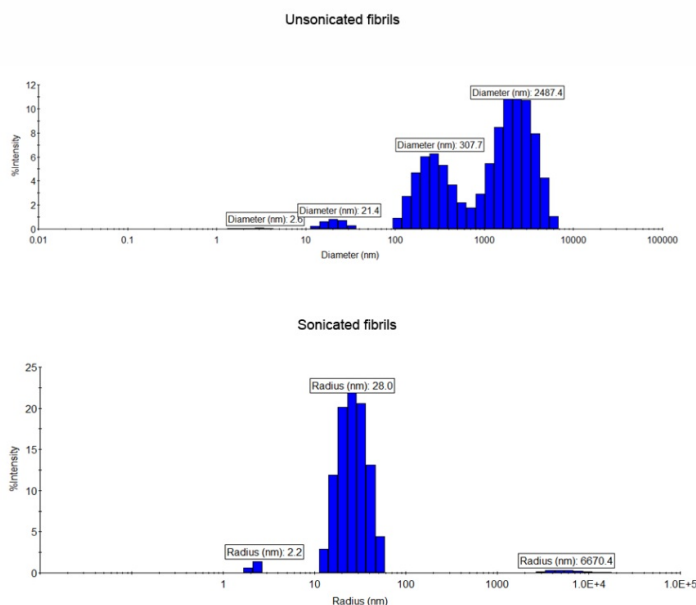 Unsonicated fibrils
12
Diameter (nm): 2487.4
10
8
Diameter (nm): 307.7
%Intensity
6
4
2
Diameter (nm): 2.6
Diameter (nm): 21.4
0
0.01 0.1 1 10 100 1000 10000 100000
Diameter (nm)
Sonicated fibrils
25
Radius (nm): 28.0
20
15
%Intensity
10
5
Radius (nm): 2.2
Radius (nm): 6670.4
0
1 10 100 1000 1.0E+4 1.0E+5
Radius (nm)